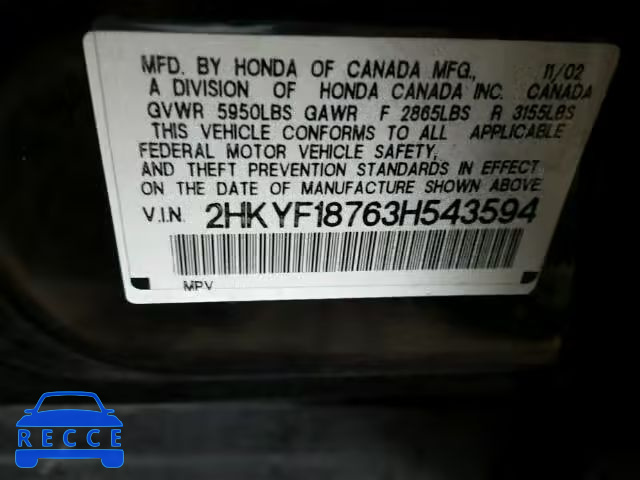 MFD. BY HONDA OF CANADA MFG., 11/02
A DIVISION OF HONDA CANADA INC. CANADA
GVWR 5950LBS GAWR F 2865LBS R 3155LBS
THIS VEHICLE CONFORMS TO ALL APPLICABLE
FEDERAL MOTOR VEHICLE SAFETY,
AND THEFT PREVENTION STANDARDS IN EFFECT
ON THE DATE OF MANUFACTURE SHOWN ABOVE
V.I.N. 2HKYF18763H543594
MPV
RECCE